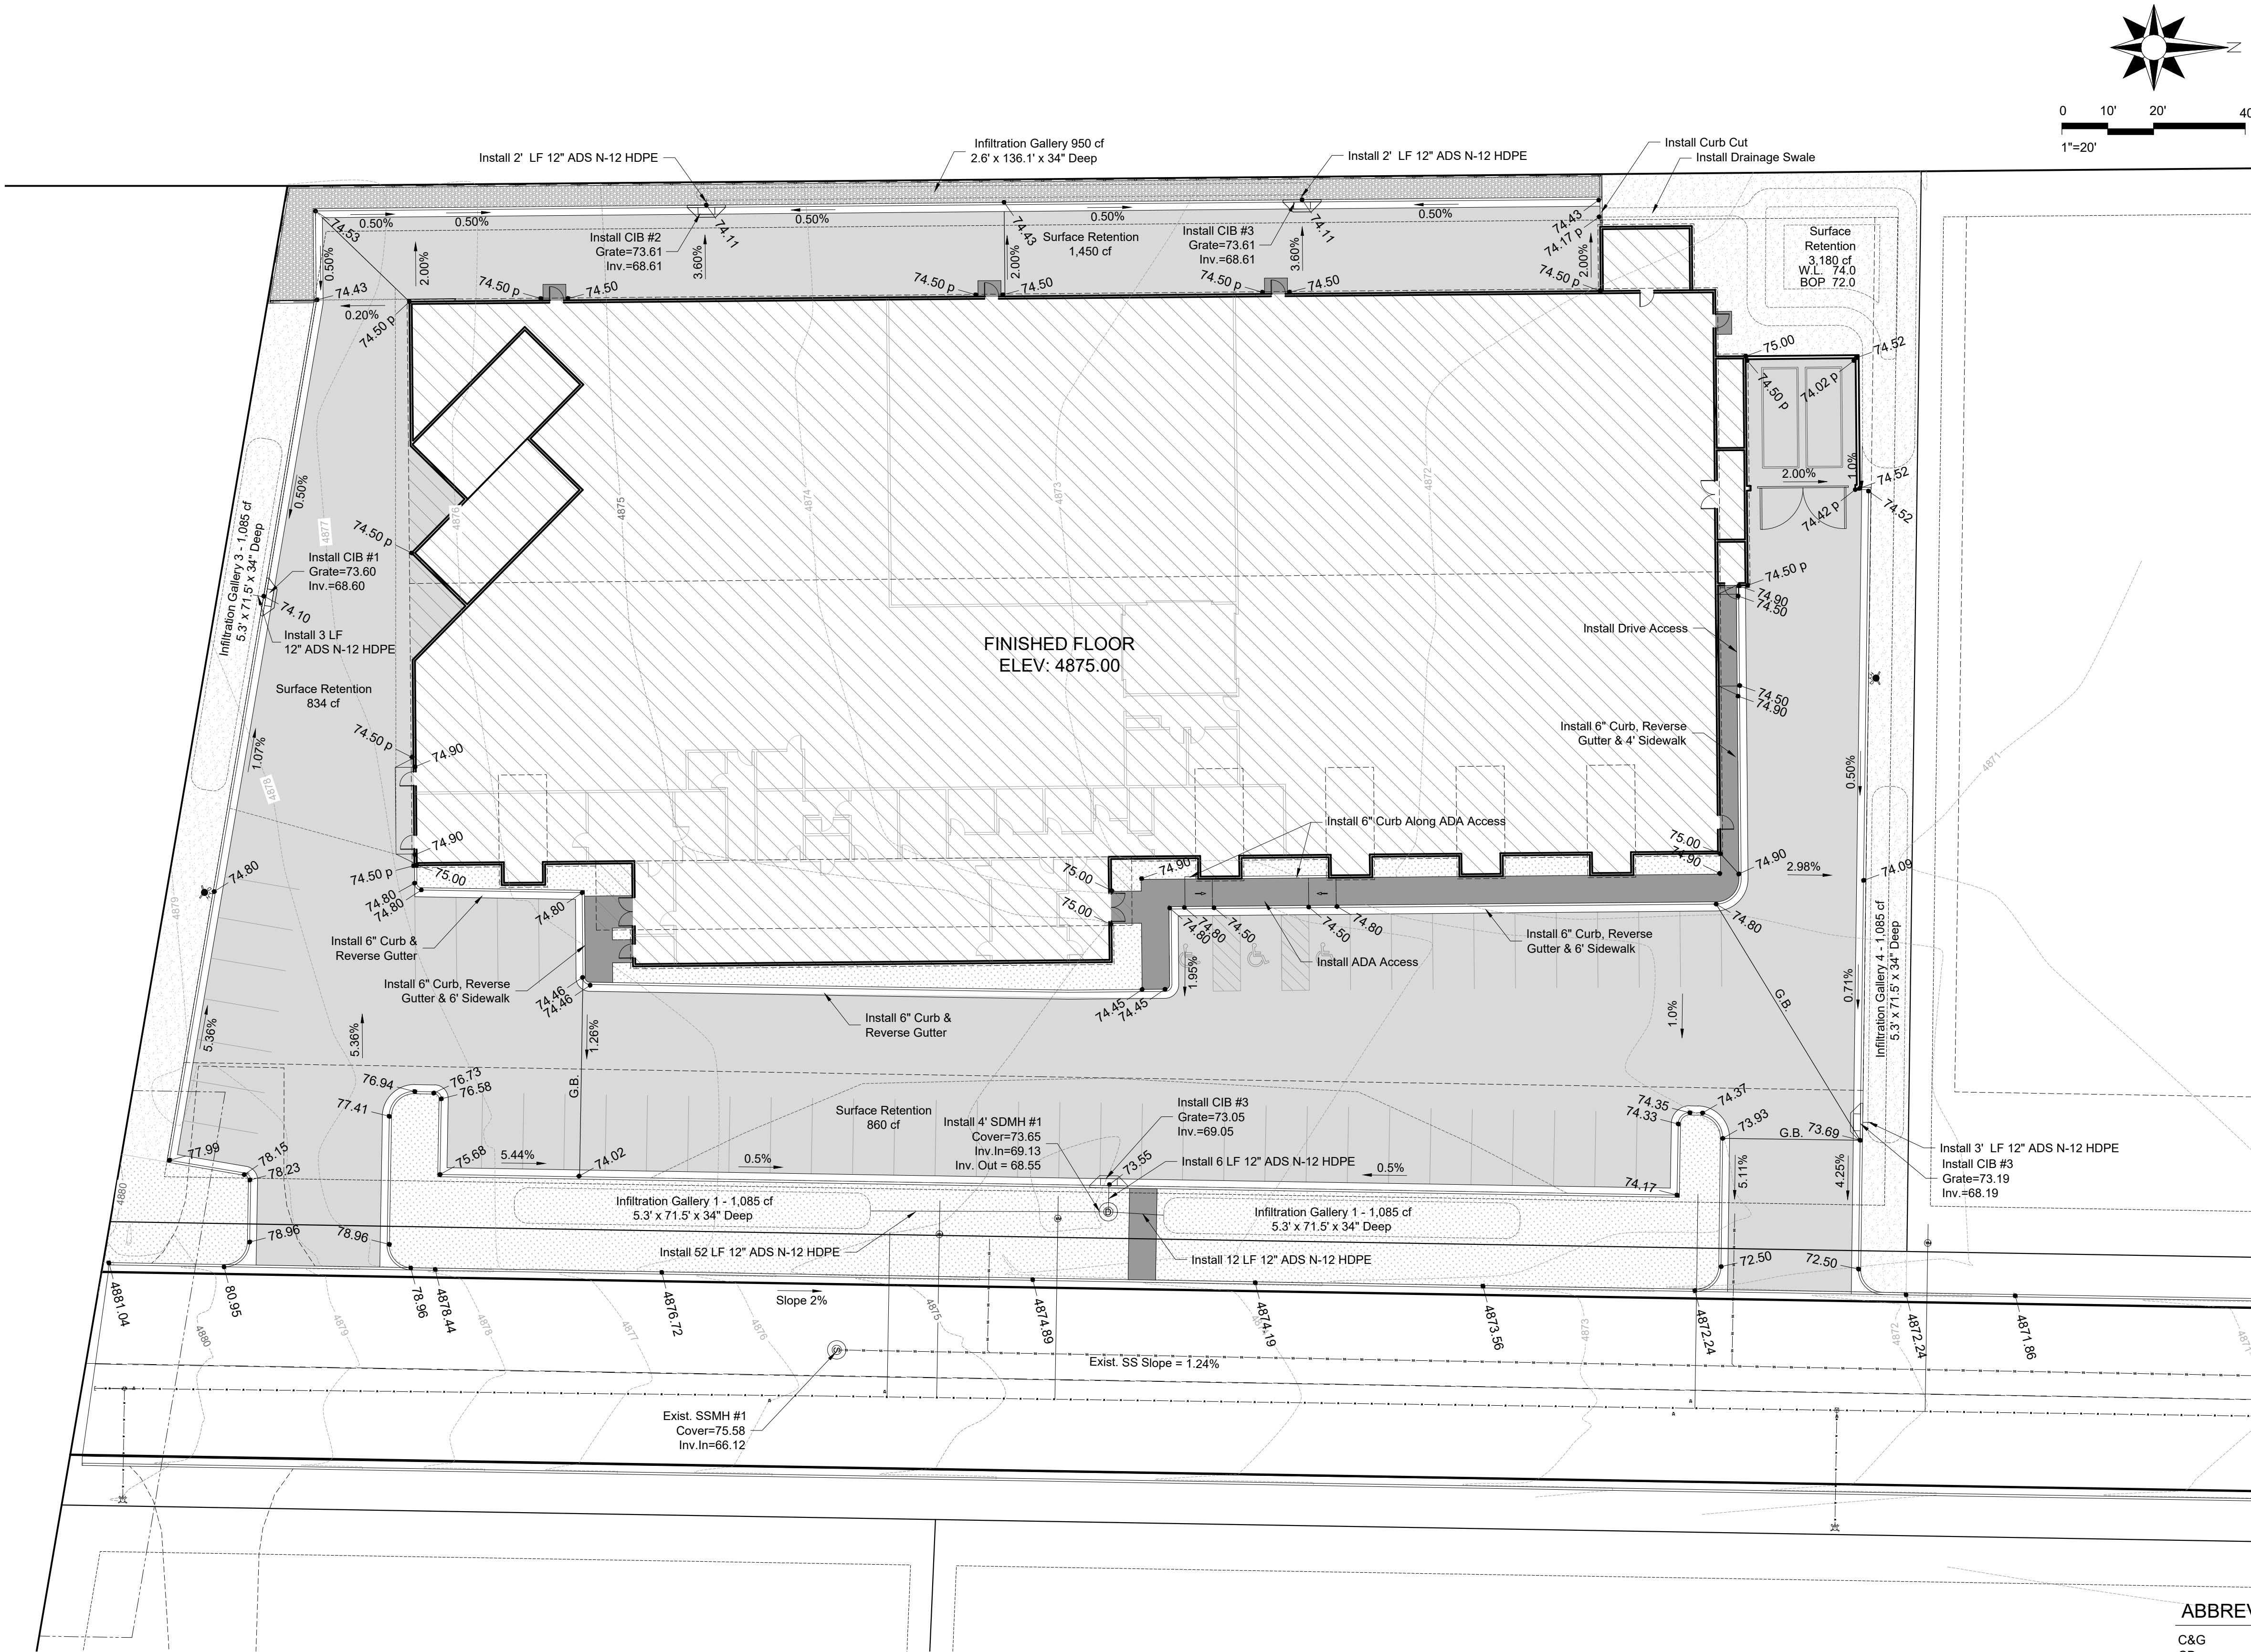 N
0 10' 20' 40
1"=20'
Infiltration Gallery 950 cf
2.6' x 136.1' x 34" Deep
Install 2' LF 12" ADS N-12 HDPE
Install 2' LF 12" ADS N-12 HDPE
Install Curb Cut
Install Drainage Swale
74.53
0.50%
0.50%
0.50%
0.50%
0.50%
74.11
74.43
74.11
74.43
74.17 p
Install CIB #2
Grate=73.61
Inv.=68.61
Surface Retention
1,450 cf
Install CIB #3
Grate=73.61
Inv.=68.61
Surface
Retention
3,180 cf
W.L. 74.0
BOP 72.0
0.50%
2.00%
3.60%
2.00%
3.60%
2.00%
74.43
0.20%
74.50 p
74.50 p
74.50
74.50 p
74.50
74.50 p
74.50
74.50 p
75.00
74.52
74.50 p
74.02 p
2.00%
1.0%
74.52
74.42 p
74.52
4877
4876
4875
4874
4873
4872
0.50%
Infiltration Gallery 3 - 1,085 cf
5.3' x 71.5' x 34" Deep
74.50 p
Install CIB #1
Grate=73.60
Inv.=68.60
74.10
Install 3 LF
12" ADS N-12 HDPE
74.50 p
74.90
74.50
Install Drive Access
FINISHED FLOOR
ELEV: 4875.00
Surface Retention
834 cf
74.50
74.90
74.50 p
74.90
Install 6" Curb, Reverse
Gutter & 4' Sidewalk
1.07%
4878
0.50%
4871
Install 6" Curb Along ADA Access
74.90
74.50 p
75.00
74.80
74.80
74.80
74.80
75.00
74.90
75.00
75.00
74.90
74.90
2.98%
74.09
4879
74.80
74.80
74.50
74.50
74.80
74.80
Install 6" Curb &
Reverse Gutter
Install 6" Curb, Reverse
Gutter & 6' Sidewalk
Install ADA Access
1.95%
Install 6" Curb, Reverse
Gutter & 6' Sidewalk
74.46
74.46
74.45
74.45
Install 6" Curb &
Reverse Gutter
Infiltration Gallery 4 - 1,085 cf
5.3' x 71.5' x 34" Deep
0.71%
G.B.
1.0%
5.36%
5.36%
1.26%
G.B.
76.94
76.73
76.58
77.41
Surface Retention
860 cf
Install 4' SDMH #1
Cover=73.65
Inv.In=69.13
Inv. Out = 68.55
Install CIB #3
Grate=73.05
Inv.=69.05
74.35
74.33
74.37
73.93
G.B.
73.69
Install 3' LF 12" ADS N-12 HDPE
Install CIB #3
Grate=73.19
Inv.=68.19
77.99
78.15
78.23
75.68
5.44%
74.02
0.5%
73.55
Install 6 LF 12" ADS N-12 HDPE
0.5%
74.17
5.11%
4.25%
4880
Infiltration Gallery 1 - 1,085 cf
5.3' x 71.5' x 34" Deep
Infiltration Gallery 1 - 1,085 cf
5.3' x 71.5' x 34" Deep
78.96
78.96
Install 52 LF 12" ADS N-12 HDPE
Install 12 LF 12" ADS N-12 HDPE
72.50
72.50
4881.04
80.95
78.96
4878.44
4876.72
Slope 2%
4874.89
4874.19
4873.56
4872.24
4872.24
4871.86
4880
4879
4878
4877
4876
4875
4873
4872
Exist. SS Slope = 1.24%
Exist. SSMH #1
Cover=75.58
Inv.In=66.12
ABBREV
C&G